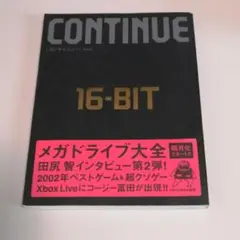 CONTINUE
16-BIT
メガドライブ大全
田尻 智インタビュー第2弾!
2002年ベストゲーム&超クソゲー
Xbox Liveにコージー冨田が出現!!